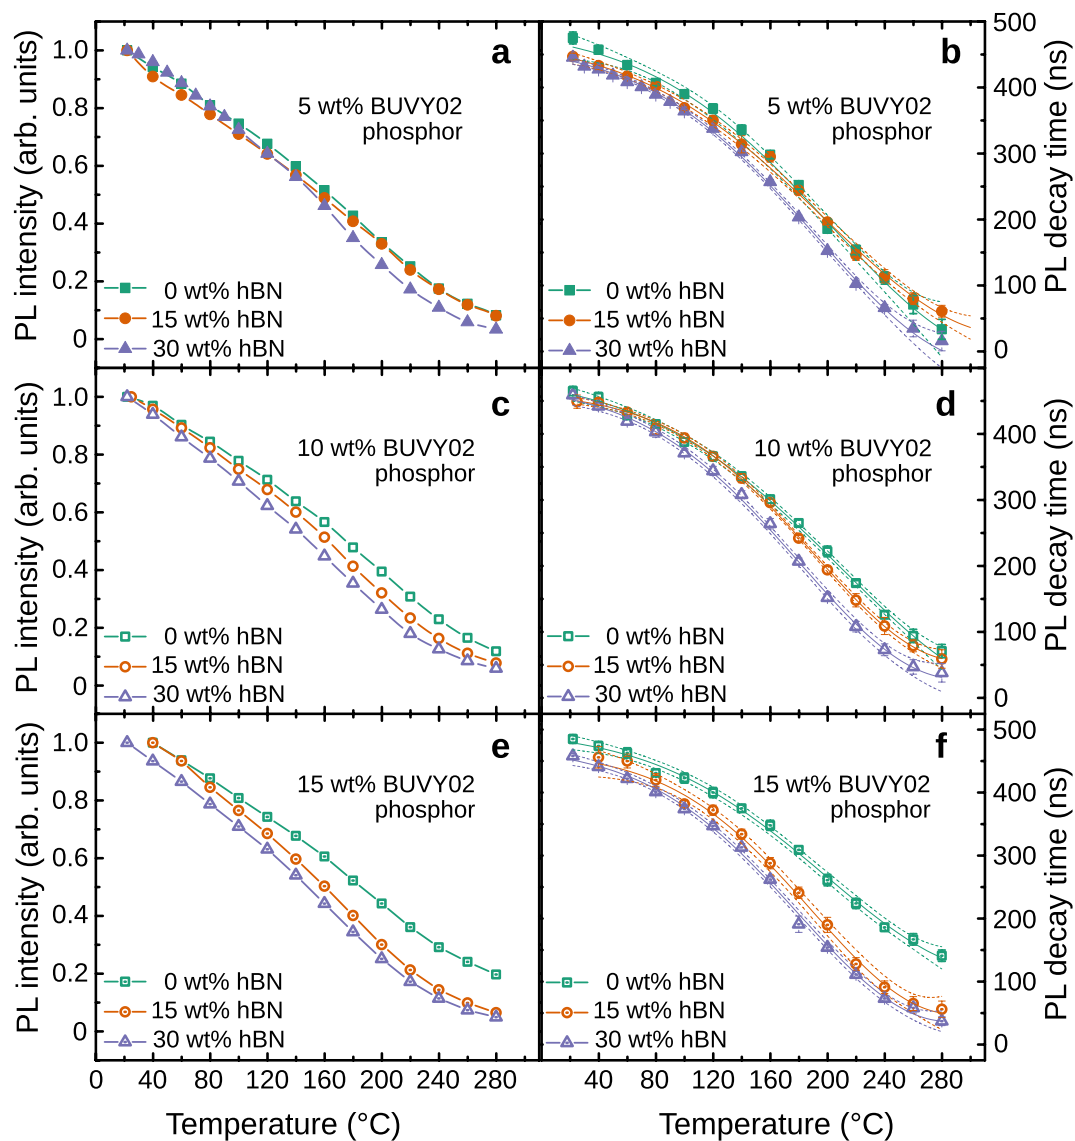 a
5 wt% BUVY02
phosphor
PL intensity (arb. units)
1.0
0.8
0.6
0.4
0.2
0
0 wt% hBN
15 wt% hBN
30 wt% hBN
b
5 wt% BUVY02
phosphor
PL decay time (ns)
500
400
300
200
100
0
0 wt% hBN
15 wt% hBN
30 wt% hBN
c
10 wt% BUVY02
phosphor
PL intensity (arb. units)
1.0
0.8
0.6
0.4
0.2
0
0 wt% hBN
15 wt% hBN
30 wt% hBN
d
10 wt% BUVY02
phosphor
PL decay time (ns)
400
300
200
100
0
0 wt% hBN
15 wt% hBN
30 wt% hBN
e
15 wt% BUVY02
phosphor
PL intensity (arb. units)
1.0
0.8
0.6
0.4
0.2
0
0 wt% hBN
15 wt% hBN
30 wt% hBN
f
15 wt% BUVY02
phosphor
PL decay time (ns)
500
400
300
200
100
0
0 wt% hBN
15 wt% hBN
30 wt% hBN
0 40 80 120 160 200 240 280
40 80 120 160 200 240 280
Temperature (°C)
Temperature (°C)